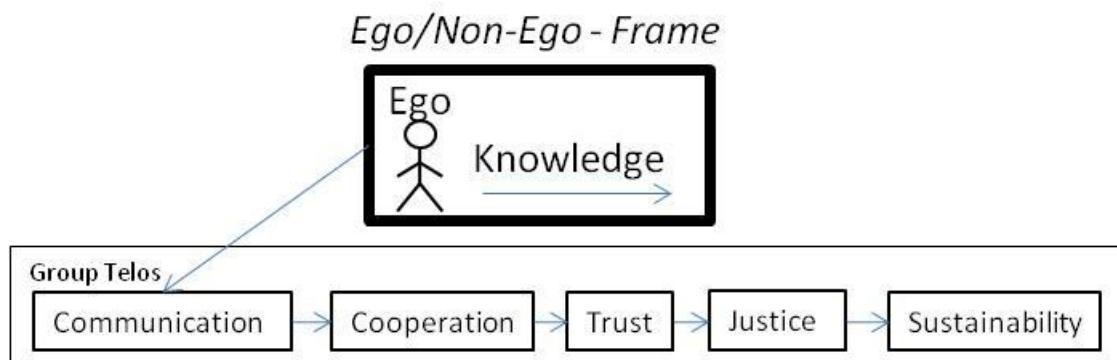 Ego/Non-Ego - Frame
Ego
Knowledge
Group Telos
Communication
Cooperation
Trust
Justice
Sustainability